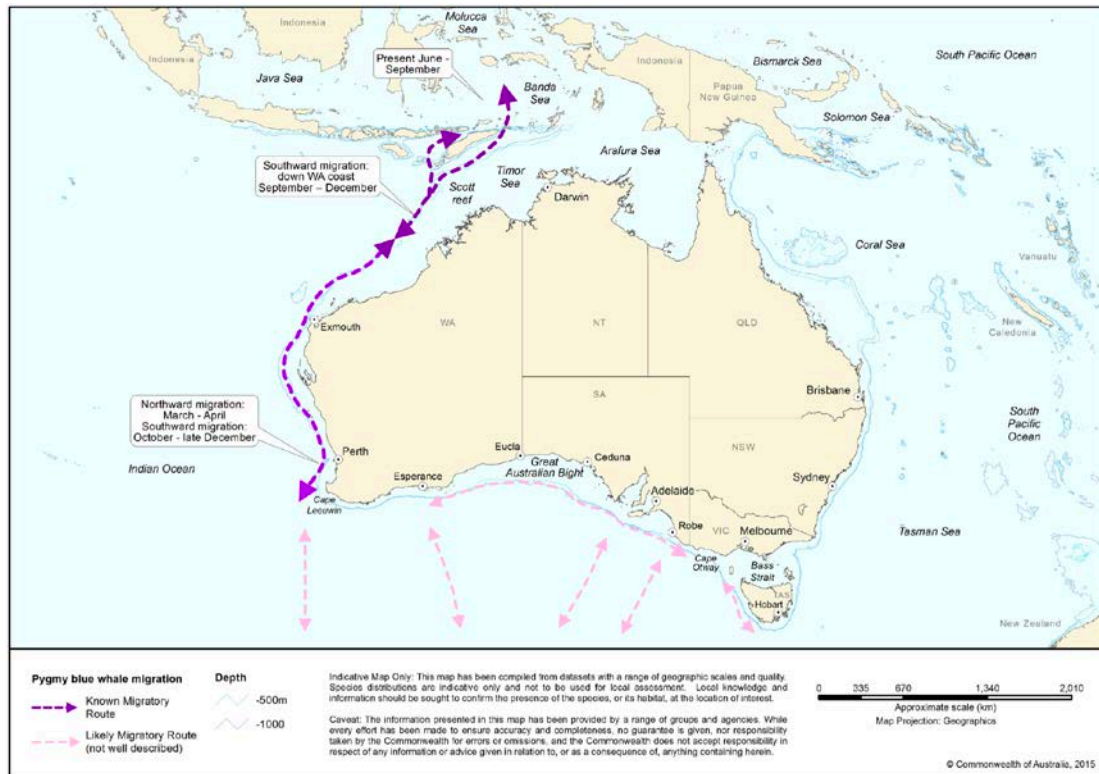 Indonesia
Molucca
Sea
Indonesia
Java Sea
Present June -
September
Banda
Sea
Indonesia
Papua
New Guinea
Bismarck Sea
South Pacific Ocean
Solomon Sea
Southward migration:
down WA coast
September – December
Scott
reef
Timor
Sea
Arafura Sea
Darwin
Coral Sea
Vanuatu
New
Caledonia
Exmouth
WA
NT
QLD
SA
Brisbane
NSW
South
Pacific
Ocean
Northward migration:
March - April
Southward migration:
October - late December
Indian Ocean
Perth
Cape
Leeuwin
Esperance
Eucla
Great
Australian Bight
Ceduna
Adelaide
Sydney
Robe
VIC
Melbourne
Cape
Otway
Bass
Strait
TAS
Hobart
Tasman Sea
New Zealand
Pygmy blue whale migration
Known Migratory
Route
Likely Migratory Route
(not well described)
Depth
-500m
-1000
Indicative Map Only: This map has been compiled from datasets with a range of geographic scales and quality.
Species distributions are indicative only and not to be used for local assessment. Local knowledge and
information should be sought to confirm the presence of the species, or its habitat, at the location of interest.
Caveat: The information presented in this map has been provided by a range of groups and agencies. While
every effort has been made to ensure accuracy and completeness, no guarantee is given, nor responsibility
taken by the Commonwealth for errors or omissions, and the Commonwealth does not accept responsibility in
respect of any information or advice given in relation to, or as a consequence of, anything containing herein.
0 335 670 1,340 2,010
Approximate scale (km)
Map Projection: Geographics
© Commonwealth of Australia, 2015